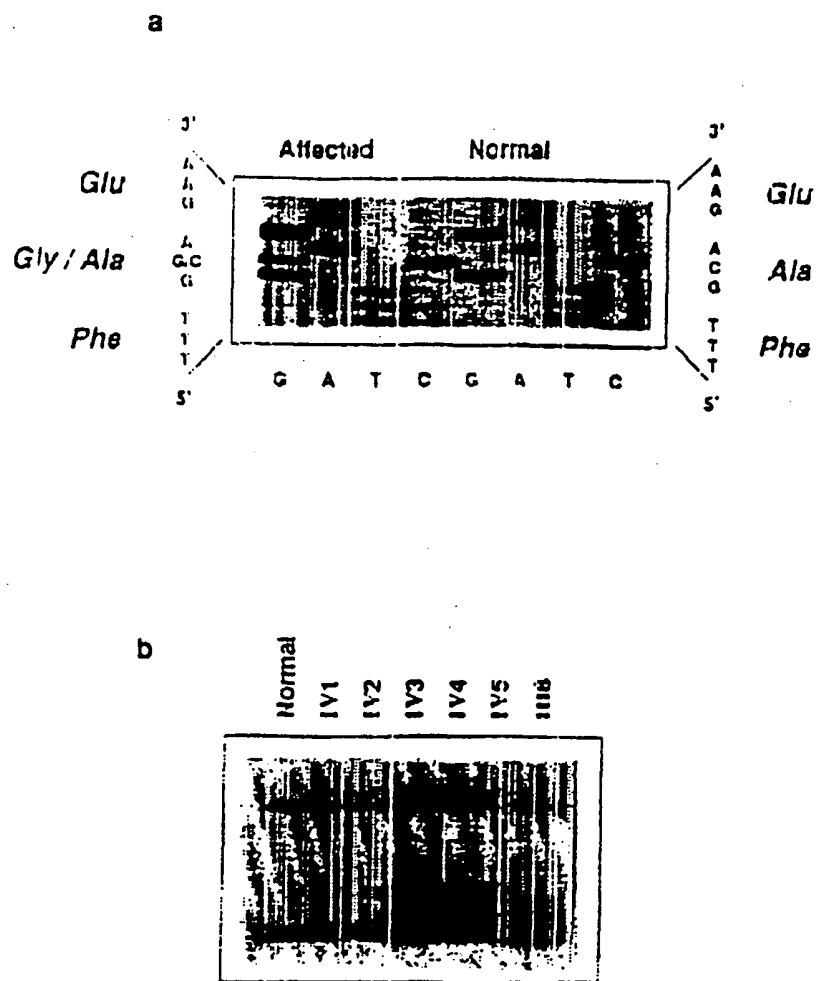 a
3'
3'
Affected Normal
A
A
G
Glu
A
A
G
Glu
A
G C
G
Gly / Ala
A
C
G
Ala
T
T
T
Phe
T
T
T
Phe
5'
5'
G A T C G A T C
b
Normal
IV1
IV2
IV3
IV4
IV5
III8